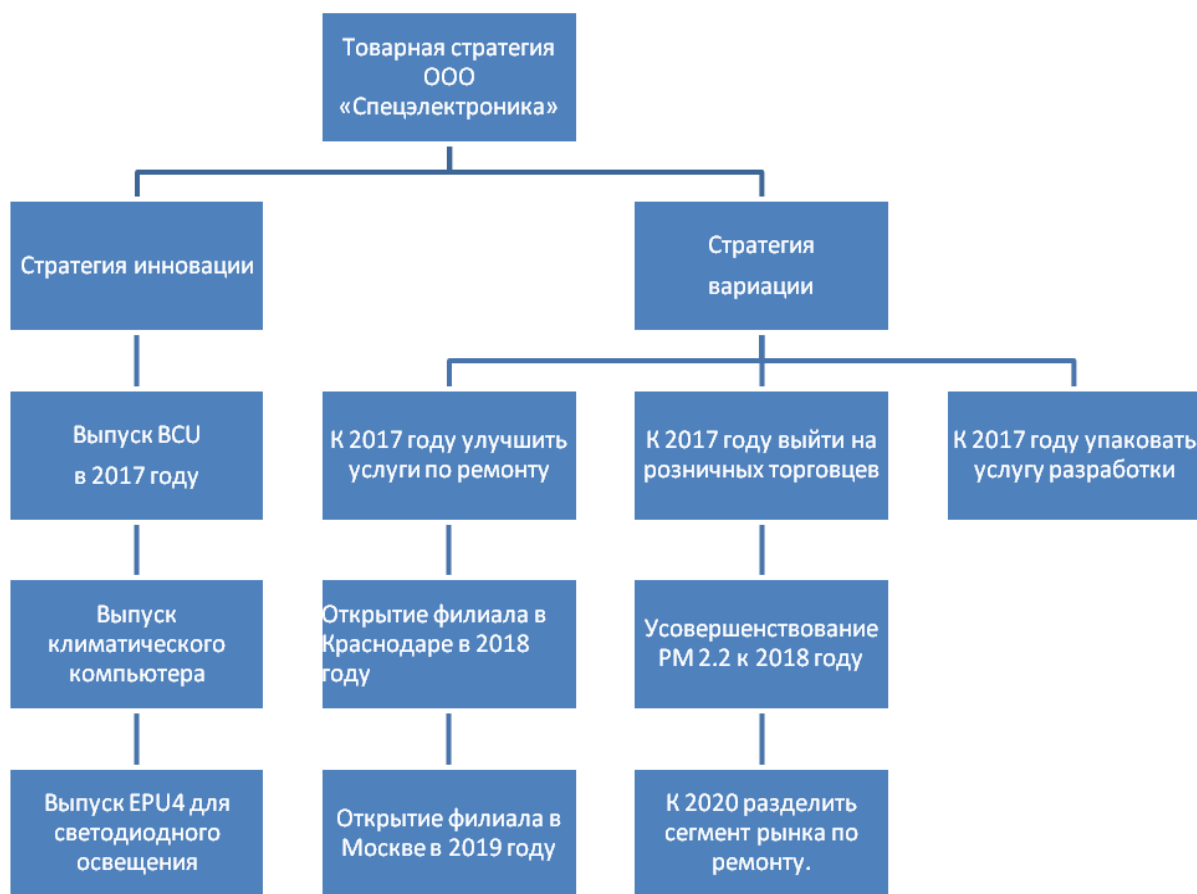 Товарная стратегия
ООО
«Спецэлектроника»
Стратегия инновации
Стратегия
вариации
Выпуск BCU
в 2017 году
К 2017 году улучшить
услуги по ремонту
К 2017 году выйти на
розничных торговцев
К 2017 году упаковать
услугу разработки
Выпуск
климатического
компьютера
Открытие филиала в
Краснодаре в 2018
году
Усовершенствование
РМ 2.2 к 2018 году
Выпуск EPU4 для
светодиодного
освещения
Открытие филиала в
Москве в 2019 году
К 2020 разделить
сегмент рынка по
ремонту.